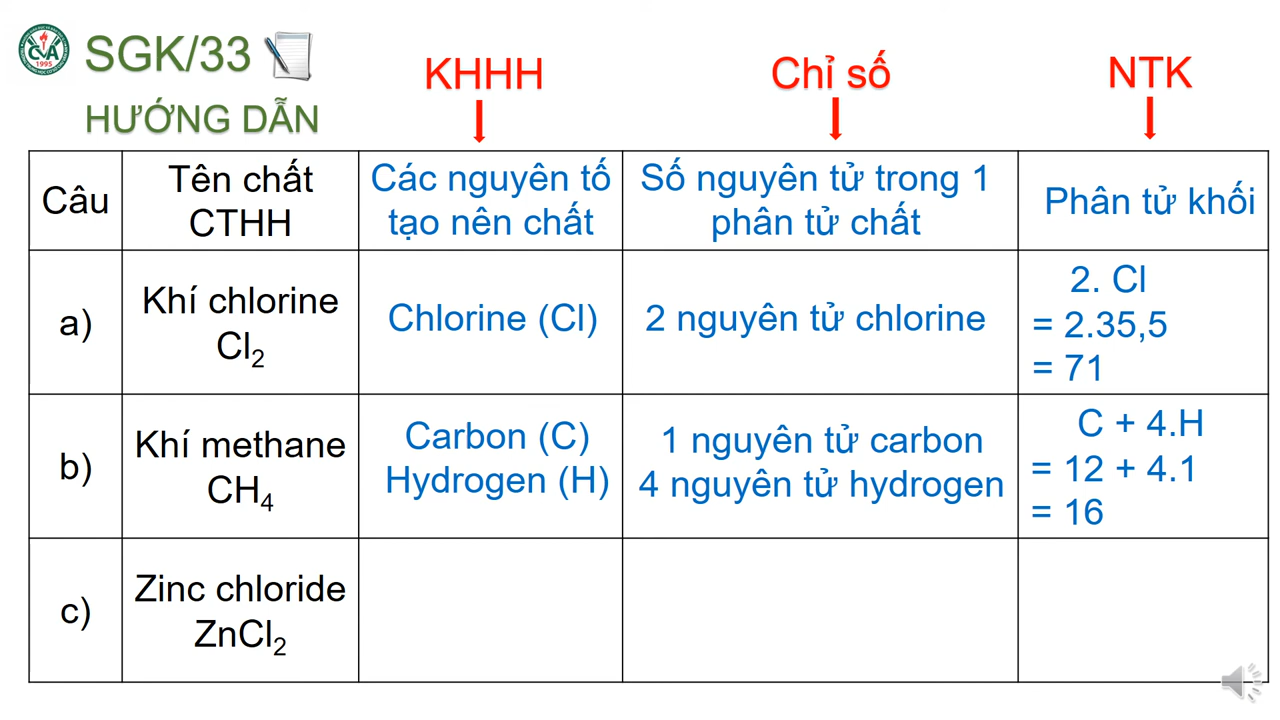 CVA
1995
SGK/33
HƯỚNG DẪN
KHHH
Chỉ số
NTK
Câu
Tên chất
CTHH
Các nguyên tố
tạo nên chất
Số nguyên tử trong 1
phân tử chất
Phân tử khối
a)
Khí chlorine
Cl₂
Chlorine (Cl)
2 nguyên tử chlorine
2. Cl
= 2.35,5
= 71
b)
Khí methane
CH₄
Carbon (C)
Hydrogen (H)
1 nguyên tử carbon
4 nguyên tử hydrogen
C + 4.H
= 12 + 4.1
= 16
c)
Zinc chloride
ZnCl₂